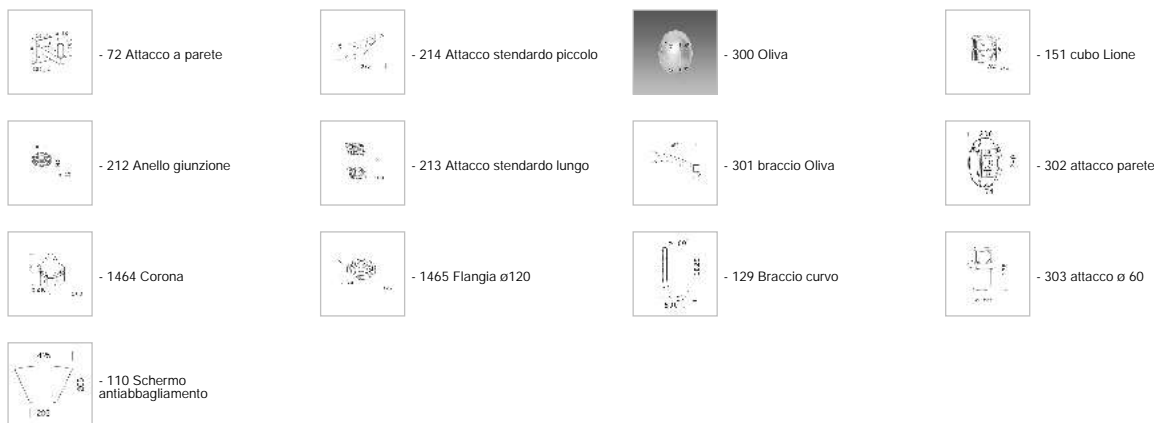 - 72 Attacco a parete
- 214 Attacco stendardo piccolo
- 300 Oliva
- 151 cubo Lione
- 212 Anello giunzione
- 213 Attacco stendardo lungo
- 301 braccio Oliva
- 302 attacco parete
- 1464 Corona
- 1465 Flangia ø120
- 129 Braccio curvo
- 303 attacco ø 60
- 110 Schermo
antiabbagliamento